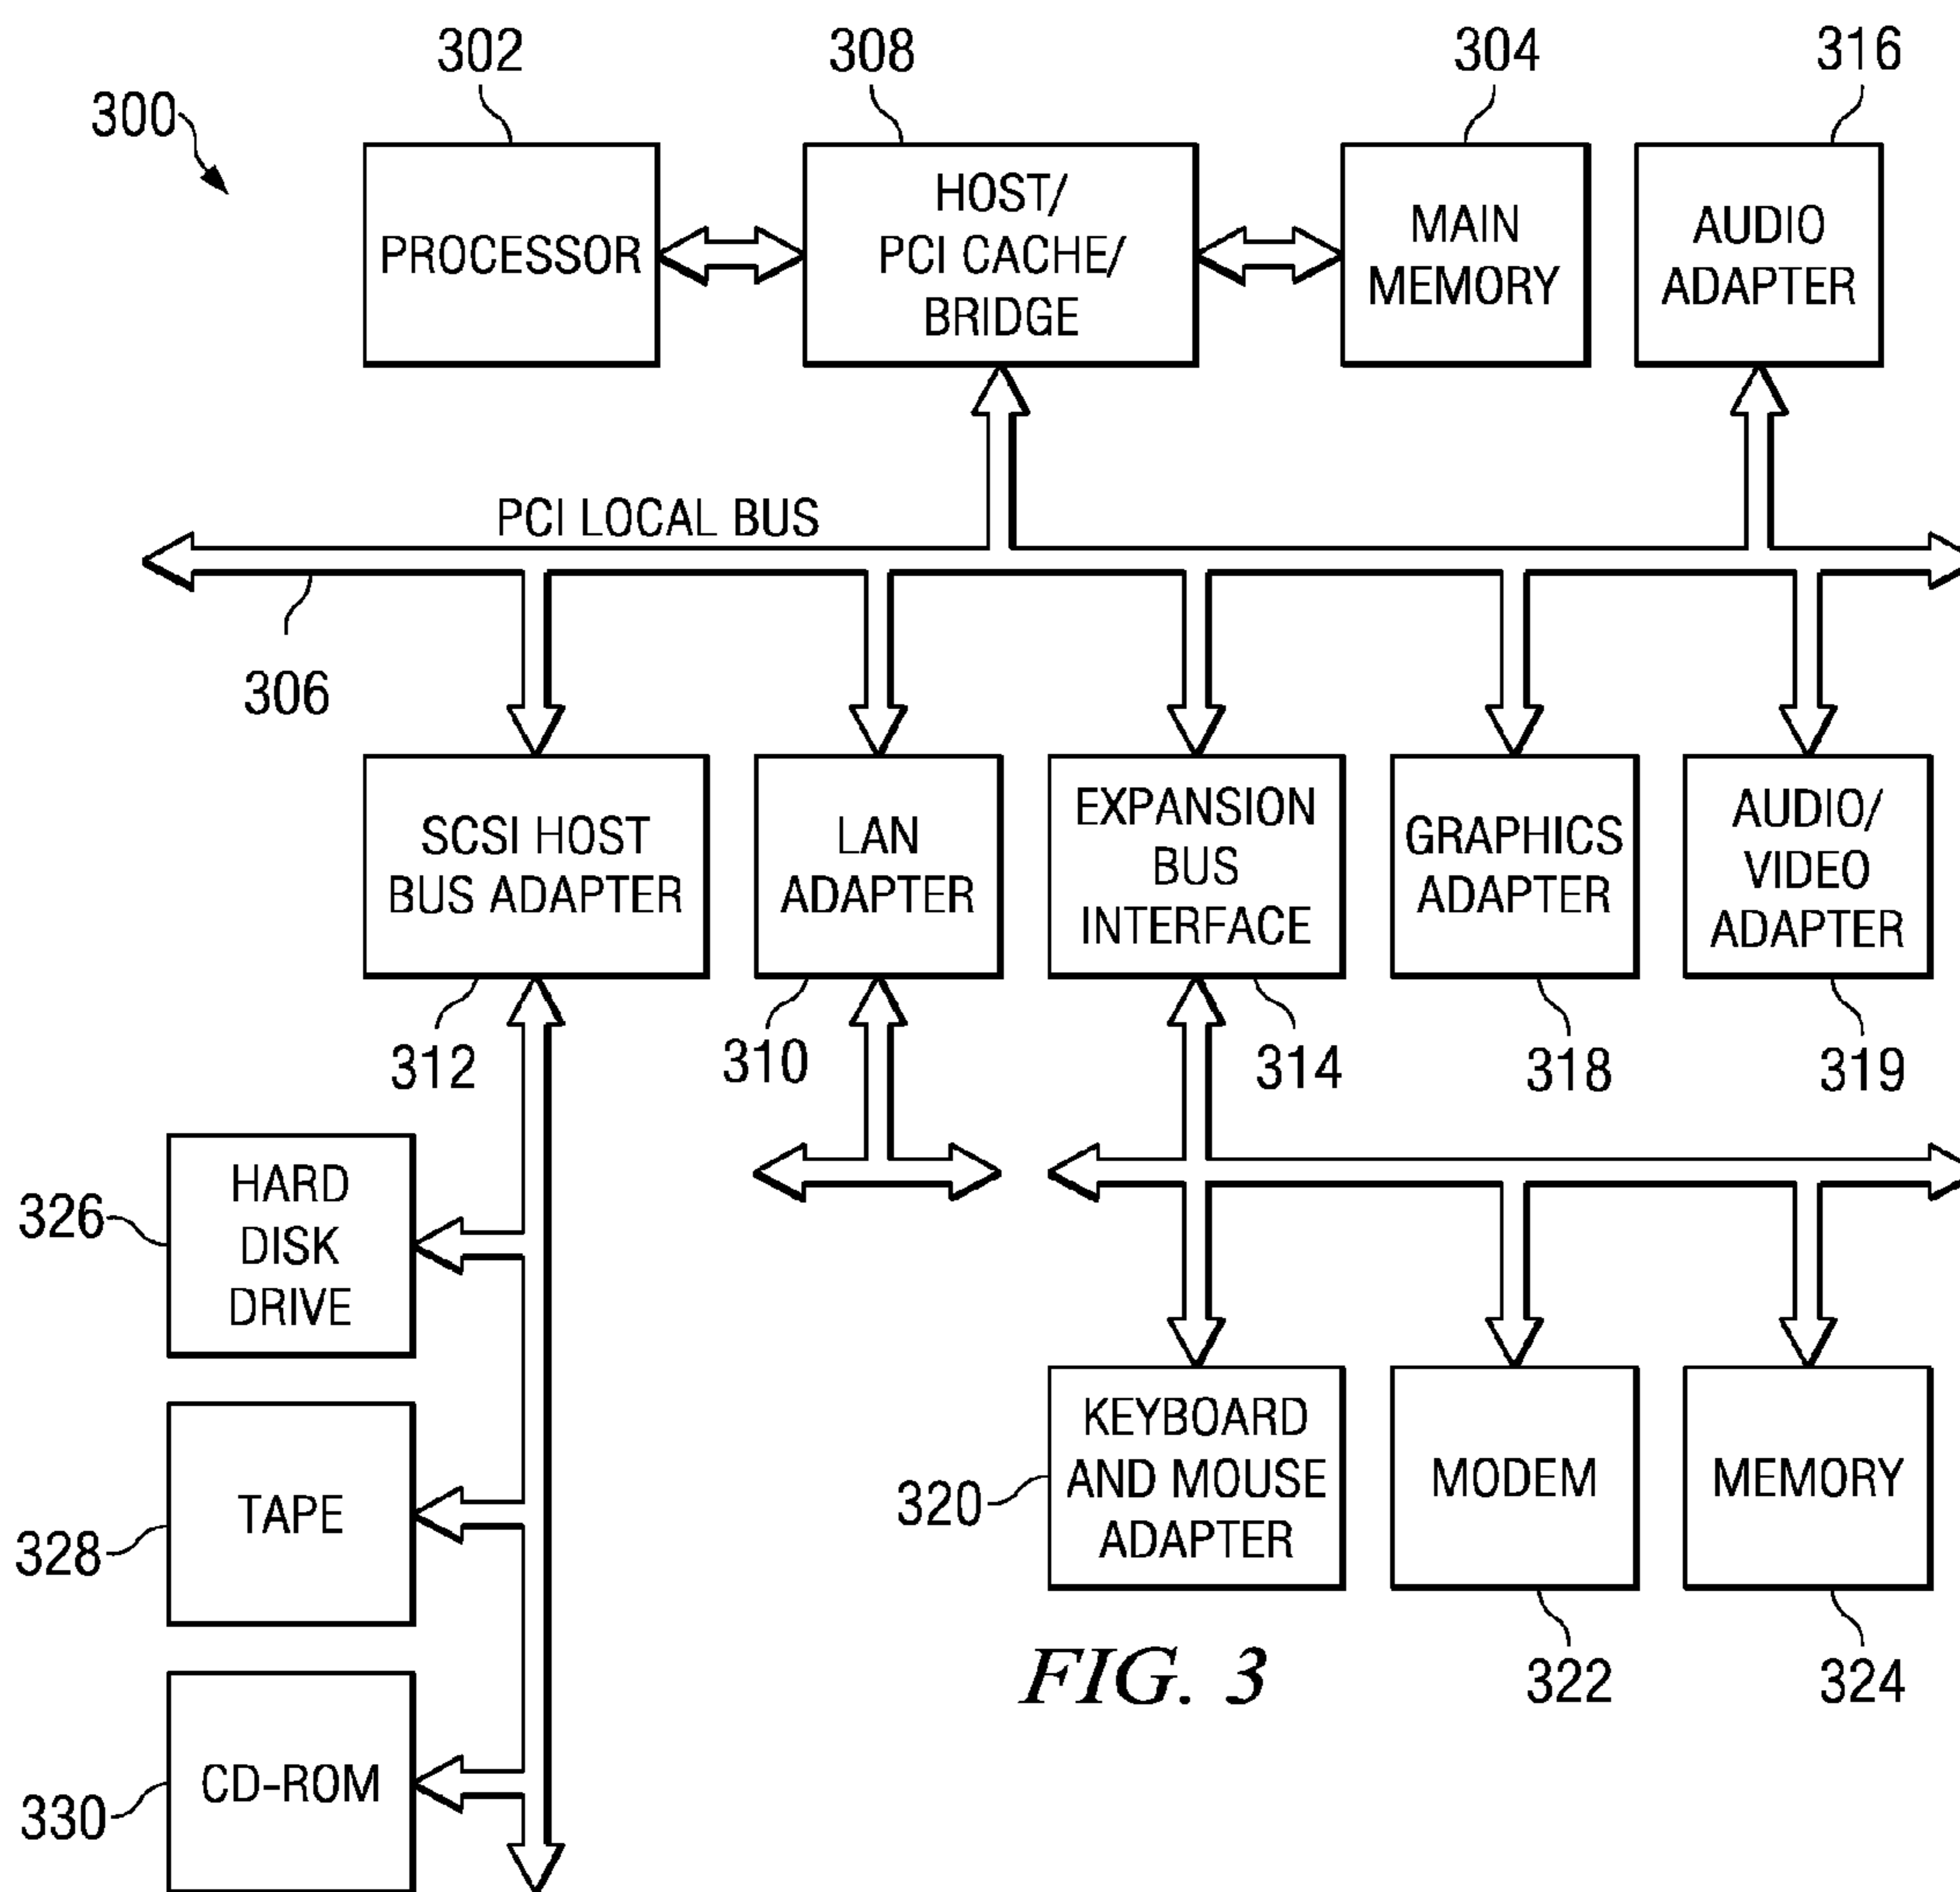 302
308
304
316
300
PROCESSOR
HOST/
PCI CACHE/
BRIDGE
MAIN
MEMORY
AUDIO
ADAPTER
PCI LOCAL BUS
306
SCSI HOST
BUS ADAPTER
LAN
ADAPTER
EXPANSION
BUS
INTERFACE
GRAPHICS
ADAPTER
AUDIO/
VIDEO
ADAPTER
312
310
314
318
319
326
HARD
DISK
DRIVE
328
TAPE
330
CD-ROM
320
KEYBOARD
AND MOUSE
ADAPTER
MODEM
MEMORY
322
324
FIG. 3